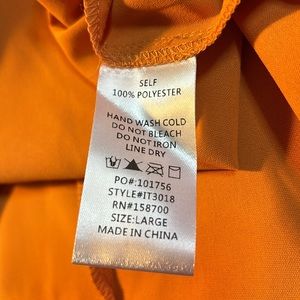 SELF
100% POLYESTER
HAND WASH COLD
DO NOT BLEACH
DO NOT IRON
LINE DRY
PO#:101756
STYLE#IT3018
RN#158700
SIZE:LARGE
MADE IN CHINA